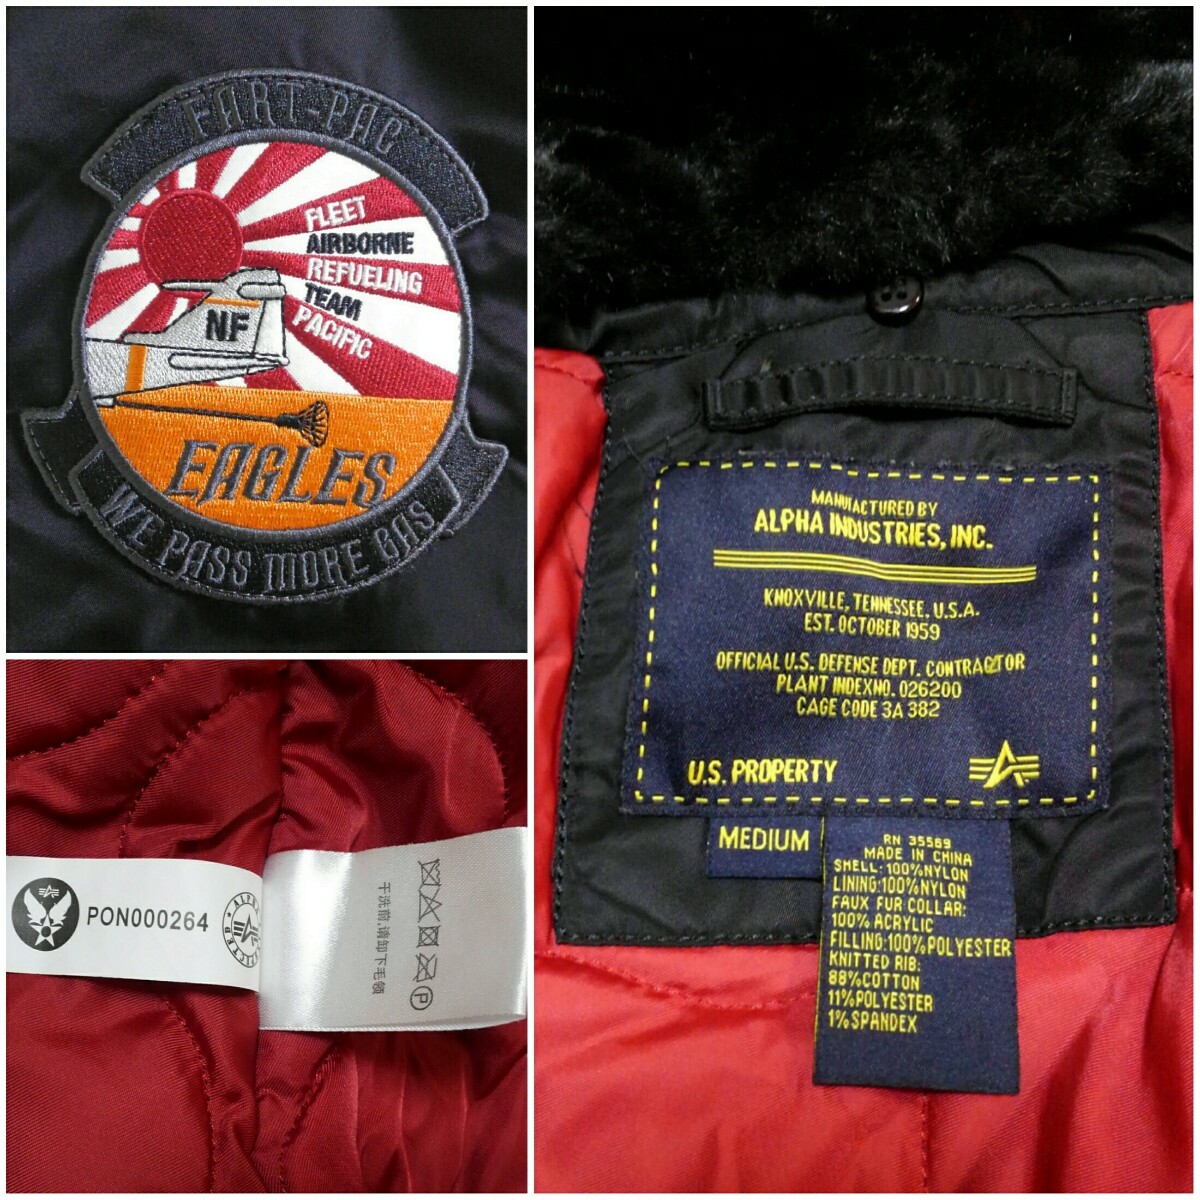 FART-PAC
FLEET
AIRBORNE
REFUELING
TEAM
PACIFIC
NF
EAGLES
WE PASS MORE GAS
MANUFACTURED BY
ALPHA INDUSTRIES, INC.
KNOXVILLE, TENNESSEE, U.S.A.
EST. OCTOBER 1959
OFFICIAL U.S. DEFENSE DEPT. CONTRACTOR
PLANT INDEXNO. 026200
CAGE CODE 3A 382
U.S. PROPERTY
MEDIUM
RN 35589
MADE IN CHINA
SHELL: 100%NYLON
LINING:100%NYLON
FAUX FUR COLLAR:
100% ACRYLIC
FILLING:100%POLYESTER
KNITTED RIB:
88%COTTON
11%POLYESTER
1%SPANDEX
PON000264
干洗前,请卸下毛领
P